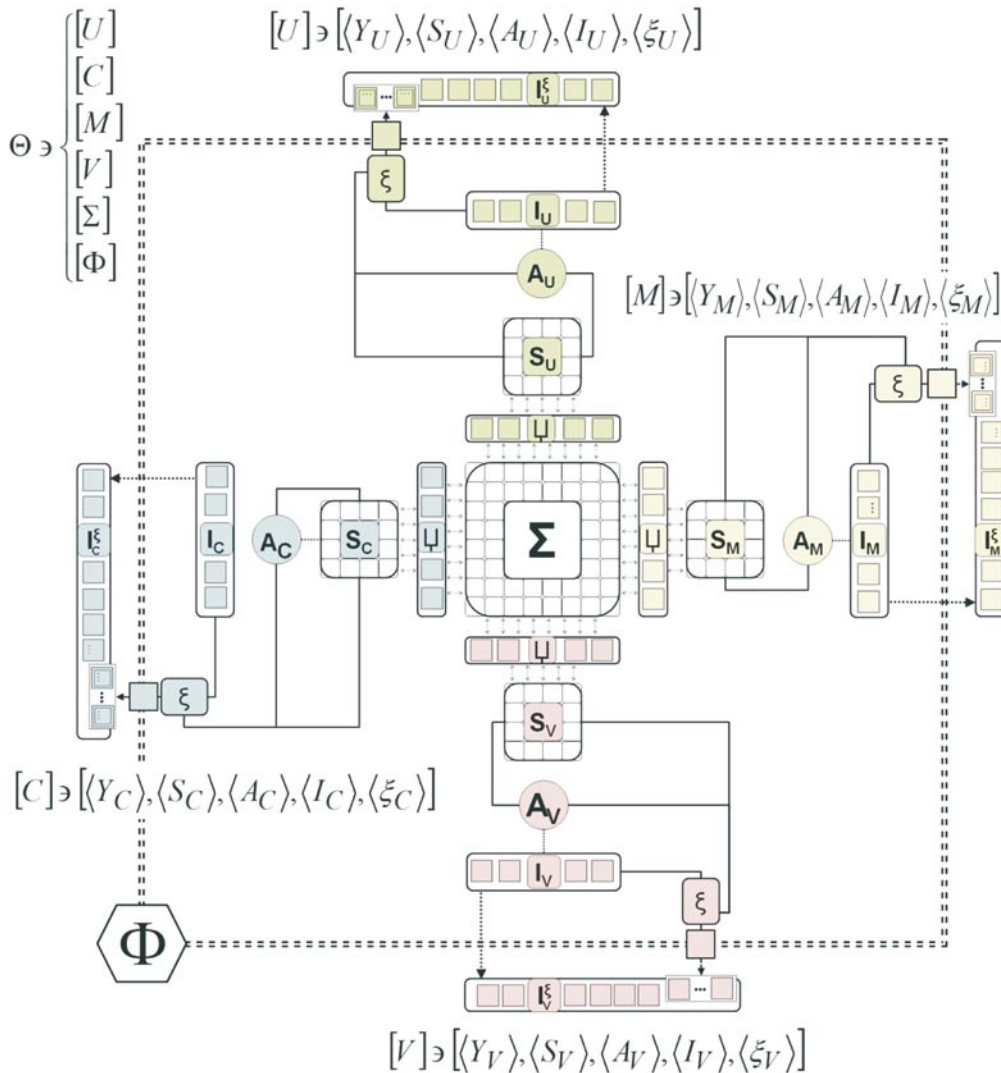 Θ ∍ { [U] [C] [M] [V] [Σ] [Φ]
[U] ∍ [⟨Y_U⟩, ⟨S_U⟩, ⟨A_U⟩, ⟨I_U⟩, ⟨ξ_U⟩]
... I_U^ξ
ξ
I_U
A_U
[M] ∍ [⟨Y_M⟩, ⟨S_M⟩, ⟨A_M⟩, ⟨I_M⟩, ⟨ξ_M⟩]
S_U
ξ
...
I_C^ξ
I_C
A_C
S_C
Σ
S_M
A_M
I_M
I_M^ξ
...
ξ
S_V
[C] ∍ [⟨Y_C⟩, ⟨S_C⟩, ⟨A_C⟩, ⟨I_C⟩, ⟨ξ_C⟩]
A_V
I_V
ξ
Φ
I_V^ξ ...
[V] ∍ [⟨Y_V⟩, ⟨S_V⟩, ⟨A_V⟩, ⟨I_V⟩, ⟨ξ_V⟩]